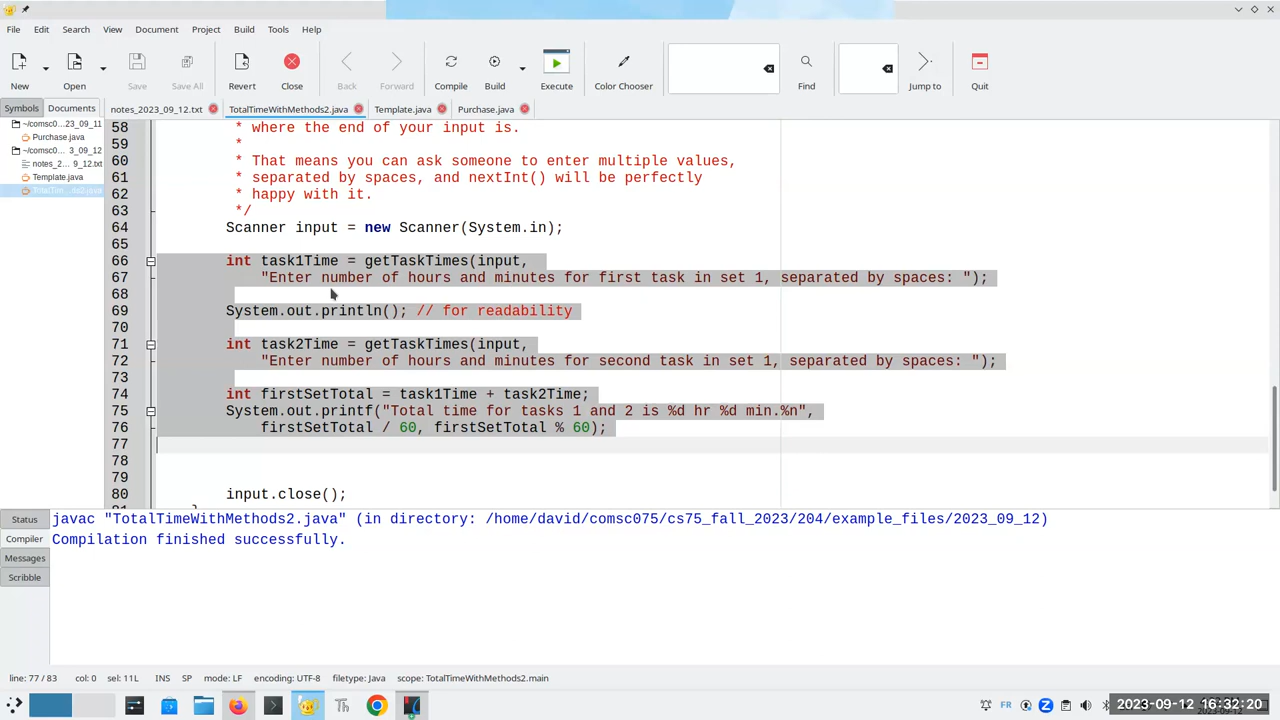 File Edit Search View Document Project Build Tools Help
New Open Save Save All Revert Close Back Forward Compile Build Execute Color Chooser Find Jump to Quit
Symbols Documents notes_2023_09_12.txt TotalTimeWithMethods2.java Template.java Purchase.java
~/comsc0...23_09_11
Purchase.java
~/comsc0... 3_09_12
notes_2... 9_12.txt
Template.java
TotalTim...ds2.java
58 * where the end of your input is.
59 *
60 * That means you can ask someone to enter multiple values,
61 * separated by spaces, and nextInt() will be perfectly
62 * happy with it.
63 */
64 Scanner input = new Scanner(System.in);
65
66 int task1Time = getTaskTimes(input,
67 "Enter number of hours and minutes for first task in set 1, separated by spaces: ");
68
69 System.out.println(); // for readability
70
71 int task2Time = getTaskTimes(input,
72 "Enter number of hours and minutes for second task in set 1, separated by spaces: ");
73
74 int firstSetTotal = task1Time + task2Time;
75 System.out.printf("Total time for tasks 1 and 2 is %d hr %d min.%n",
76 firstSetTotal / 60, firstSetTotal % 60);
77
78
79
80 input.close();
Status
Compiler
Messages
Scribble
javac "TotalTimeWithMethods2.java" (in directory: /home/david/comsc075/cs75_fall_2023/204/example_files/2023_09_12)
Compilation finished successfully.
line: 77 / 83 col: 0 sel: 11L INS SP mode: LF encoding: UTF-8 filetype: Java scope: TotalTimeWithMethods2.main
FR 2023-09-12 16:32:20